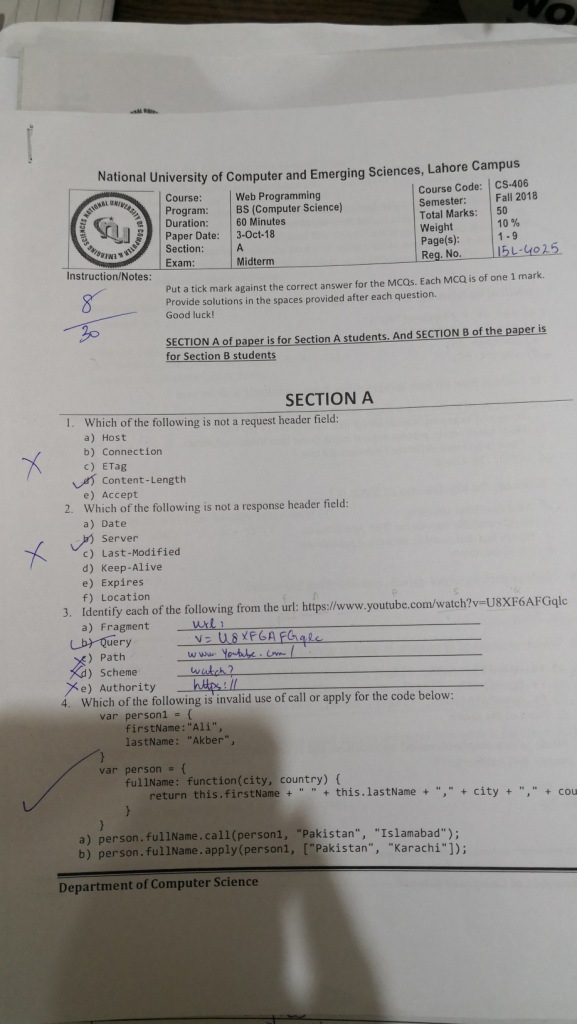 National University of Computer and Emerging Sciences, Lahore Campus
Course: Web Programming Course Code: CS-406
Program: BS (Computer Science) Semester: Fall 2018
Duration: 60 Minutes Total Marks: 50
Paper Date: 3-Oct-18 Weight 10 %
Section: A Page(s): 1 - 9
Exam: Midterm Reg. No. 15L-4025
Instruction/Notes:
Put a tick mark against the correct answer for the MCQs. Each MCQ is of one 1 mark.
Provide solutions in the spaces provided after each question.
Good luck!
8
30
SECTION A of paper is for Section A students. And SECTION B of the paper is
for Section B students
SECTION A
1. Which of the following is not a request header field:
a) Host
b) Connection
c) ETag
d) Content-Length
e) Accept
2. Which of the following is not a response header field:
a) Date
b) Server
c) Last-Modified
d) Keep-Alive
e) Expires
f) Location
3. Identify each of the following from the url: https://www.youtube.com/watch?v=U8XF6AFGqlc
a) Fragment url:
b) Query v= U8XF6AFGqlc
c) Path www.Youtube.com/
d) Scheme watch?
e) Authority https://
4. Which of the following is invalid use of call or apply for the code below:
var person1 = {
firstName:"Ali",
lastName: "Akber",
}
var person = {
fullName: function(city, country) {
return this.firstName + " " + this.lastName + "," + city + "," + cou
}
}
a) person.fullName.call(person1, "Pakistan", "Islamabad");
b) person.fullName.apply(person1, ["Pakistan", "Karachi"]);
Department of Computer Science